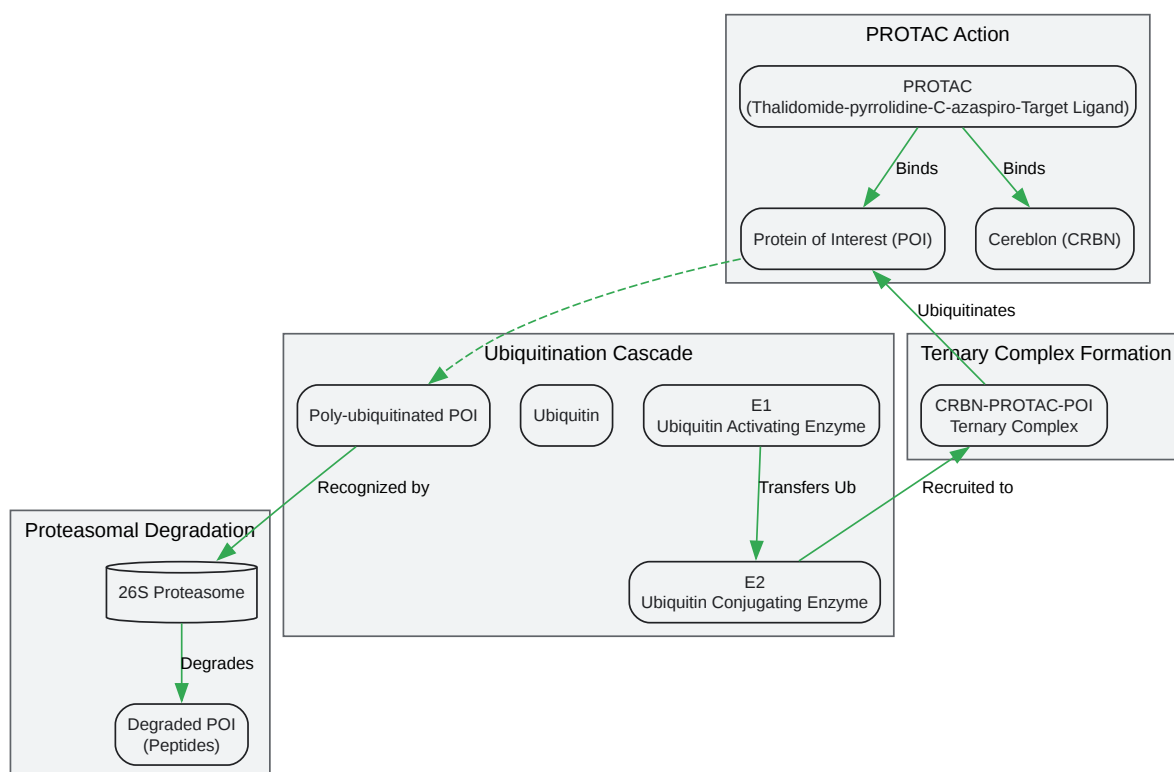 PROTAC Action
PROTAC
(Thalidomide-pyrrolidine-C-azaspiro-Target Ligand)
Binds
Binds
Protein of Interest (POI)
Cereblon (CRBN)
Ubiquitinates
Ubiquitination Cascade
Ternary Complex Formation
Poly-ubiquitinated POI
Ubiquitin
E1
Ubiquitin Activating Enzyme
CRBN-PROTAC-POI
Ternary Complex
Recognized by
Transfers Ub
Recruited to
Proteasomal Degradation
26S Proteasome
E2
Ubiquitin Conjugating Enzyme
Degrades
Degraded POI
(Peptides)